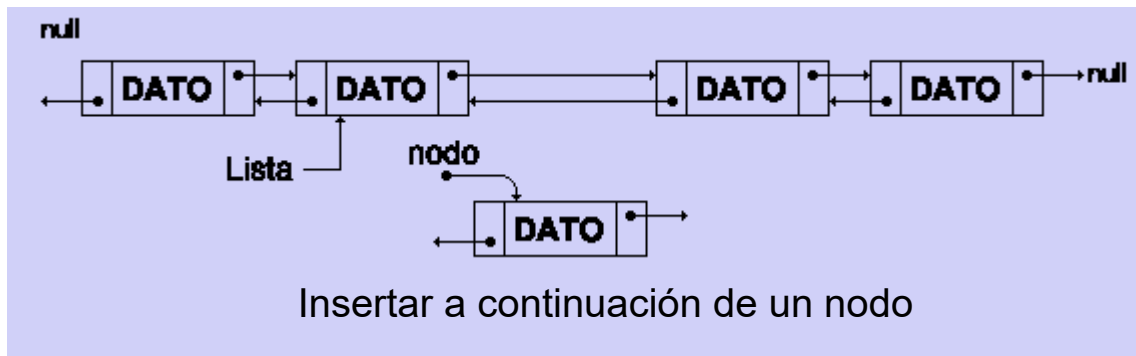 null
DATO DATO DATO DATO null
Lista nodo
DATO
Insertar a continuación de un nodo